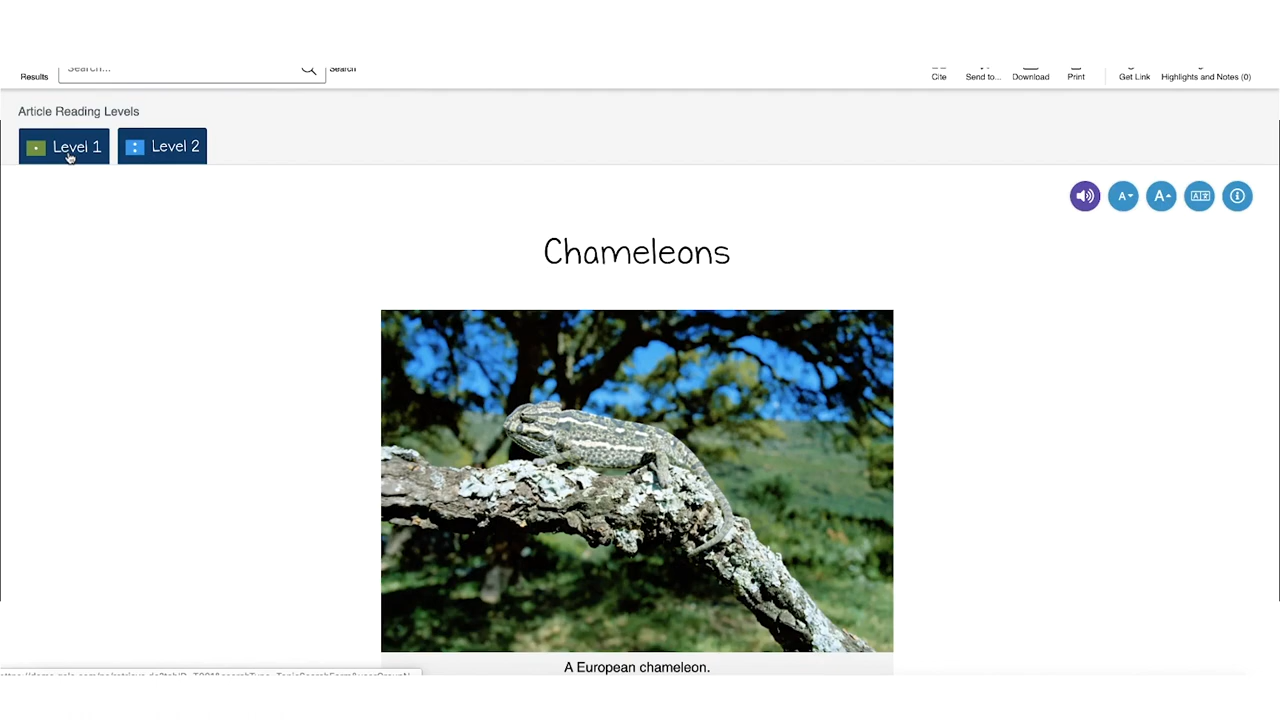 Search...
Search
Results
Cite
Send to...
Download
Print
Get Link
Highlights and Notes (0)
Article Reading Levels
Level 1
Level 2
A
A
A
Chameleons
A European chameleon.